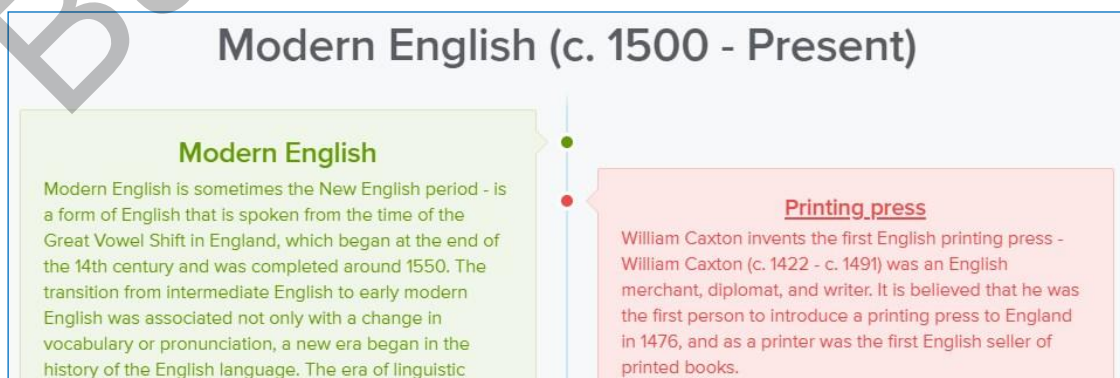 Modern English (c. 1500 - Present)
Modern English
Modern English is sometimes the New English period - is
a form of English that is spoken from the time of the
Great Vowel Shift in England, which began at the end of
the 14th century and was completed around 1550. The
transition from intermediate English to early modern
English was associated not only with a change in
vocabulary or pronunciation, a new era began in the
history of the English language. The era of linguistic
Printing press
William Caxton invents the first English printing press -
William Caxton (c. 1422 - c. 1491) was an English
merchant, diplomat, and writer. It is believed that he was
the first person to introduce a printing press to England
in 1476, and as a printer was the first English seller of
printed books.